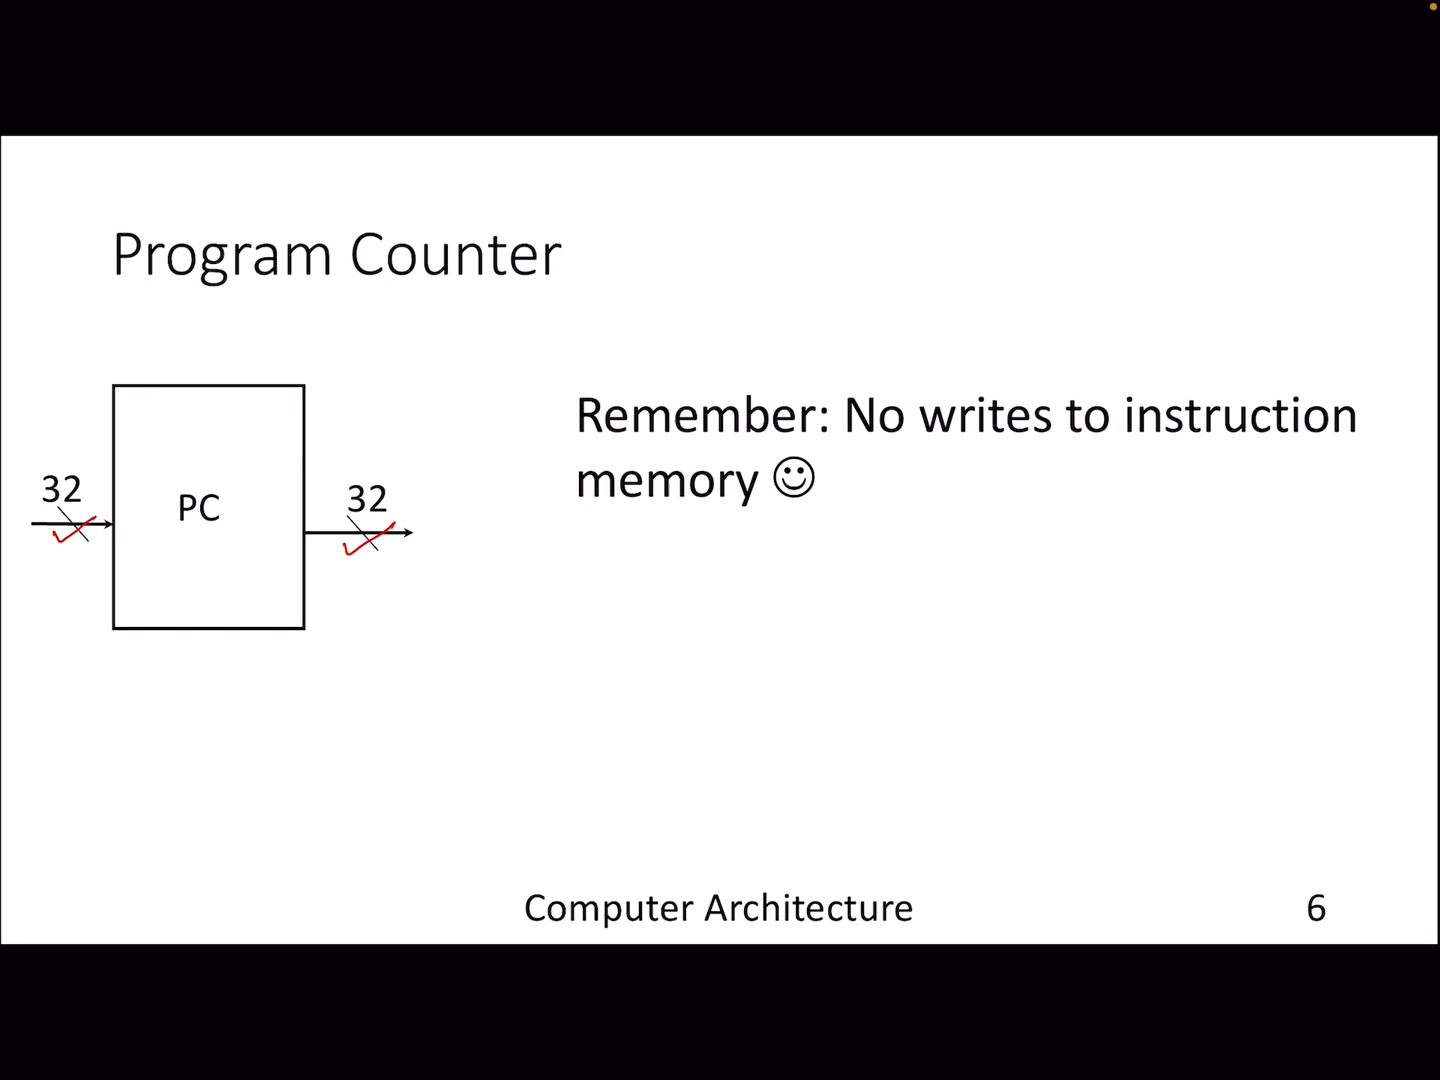 Program Counter
Remember: No writes to instruction
memory ☺
32
PC
32
Computer Architecture
6